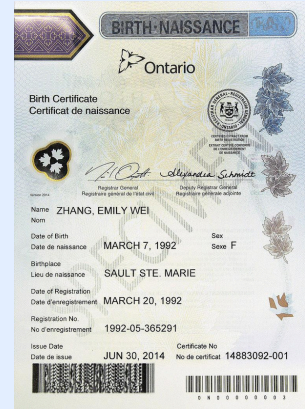 BIRTH•NAISSANCE
Ontario
Birth Certificate
Certificat de naissance
SPECIMEN
Alexandra Schmidt
Registrar General
Registraire général de l'état civil
Deputy Registrar General
Registraire générale adjointe
Name
Nom
ZHANG, EMILY WEI
Date of Birth
Date de naissance
MARCH 7, 1992
Sex
Sexe F
Birthplace
Lieu de naissance
SAULT STE. MARIE
Date of Registration
Date d'enregistrement
MARCH 20, 1992
Registration No.
No d'enregistrement
1992-05-365291
Issue Date
Date de issue
JUN 30, 2014
Certificate No
No de certificat 14883092-001
ON00000003